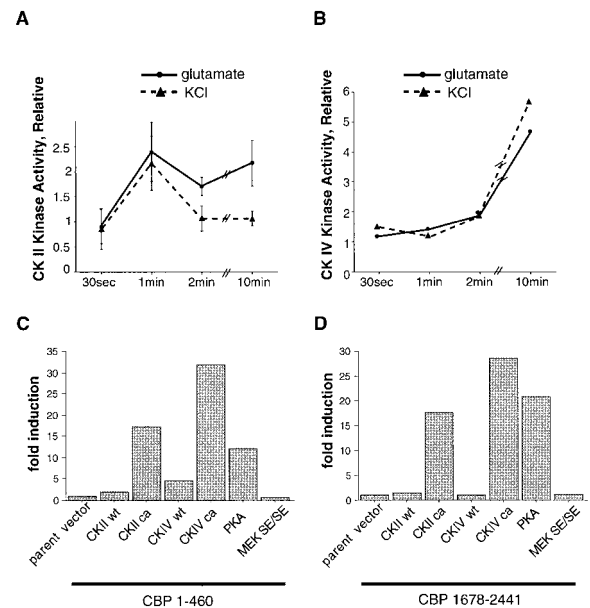 A
CK II Kinase Activity, Relative
glutamate
KCl
2.5
2
1.5
1
0.5
0
30sec 1min 2min 10min
B
CK IV Kinase Activity, Relative
glutamate
KCl
6
5
4
3
2
1
0
30sec 1min 2min 10min
C
fold induction
35
30
25
20
15
10
5
0
parent vector
CKII wt
CKII ca
CKIV wt
CKIV ca
PKA
MEK SE/SE
CBP 1-460
D
fold induction
30
25
20
15
10
5
0
parent vector
CKII wt
CKII ca
CKIV wt
CKIV ca
PKA
MEK SE/SE
CBP 1678-2441